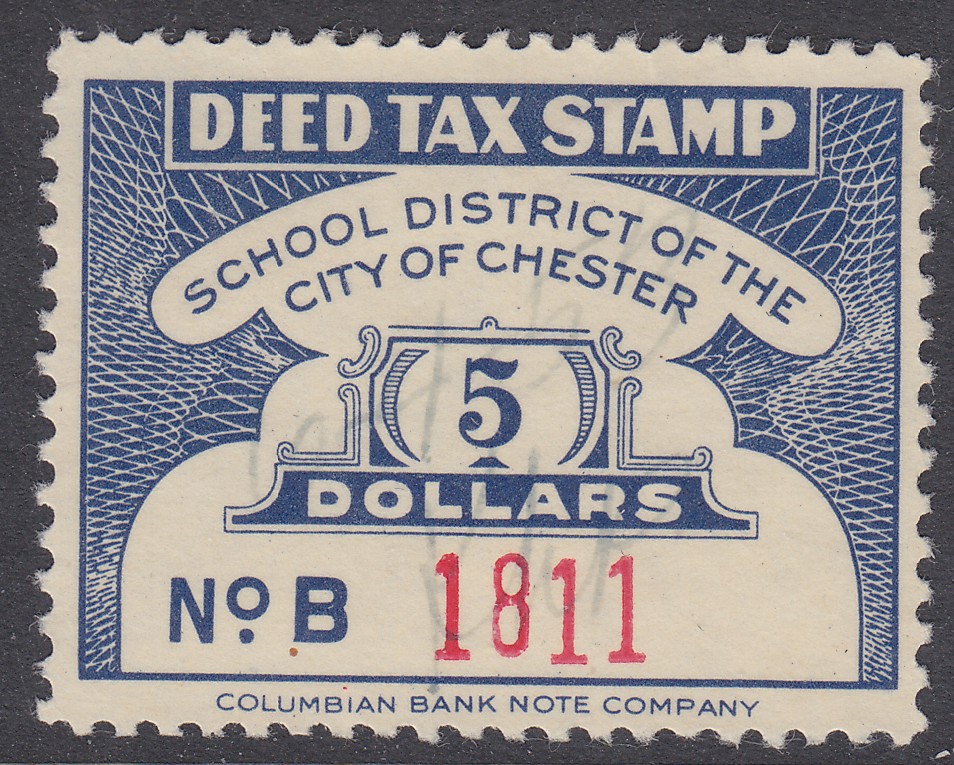 DEED TAX STAMP
SCHOOL DISTRICT OF THE
CITY OF CHESTER
5
DOLLARS
No. B 1811
COLUMBIAN BANK NOTE COMPANY